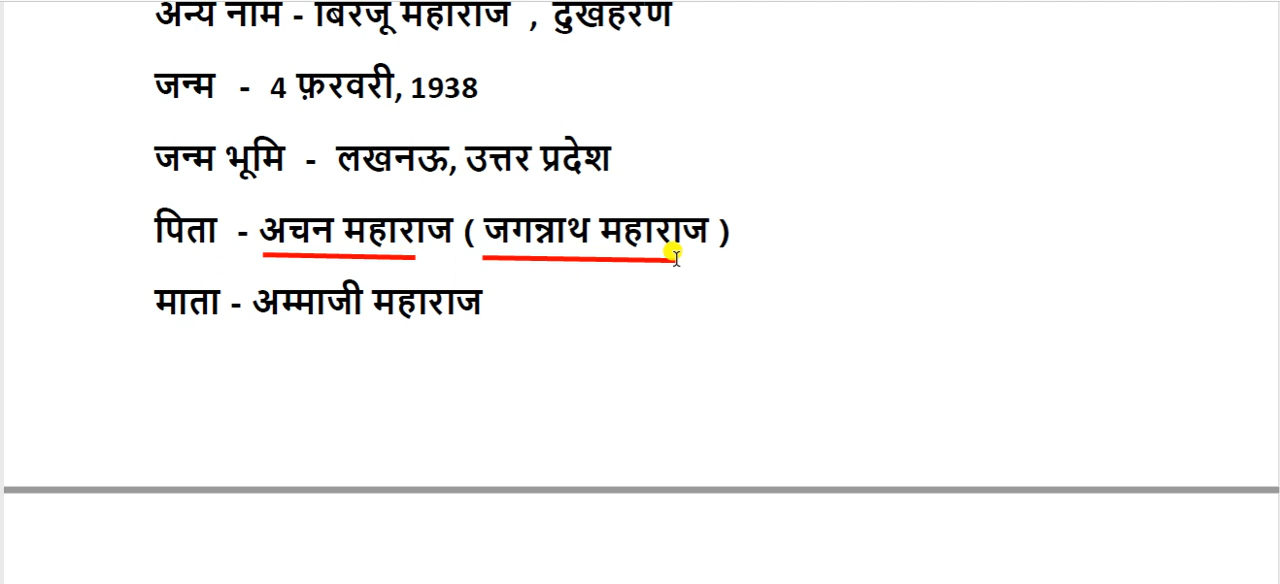 अन्य नाम - बिरजू महाराज , दुखहरण
जन्म - 4 फ़रवरी, 1938
जन्म भूमि - लखनऊ, उत्तर प्रदेश
पिता - अचन महाराज ( जगन्नाथ महाराज )
माता - अम्माजी महाराज